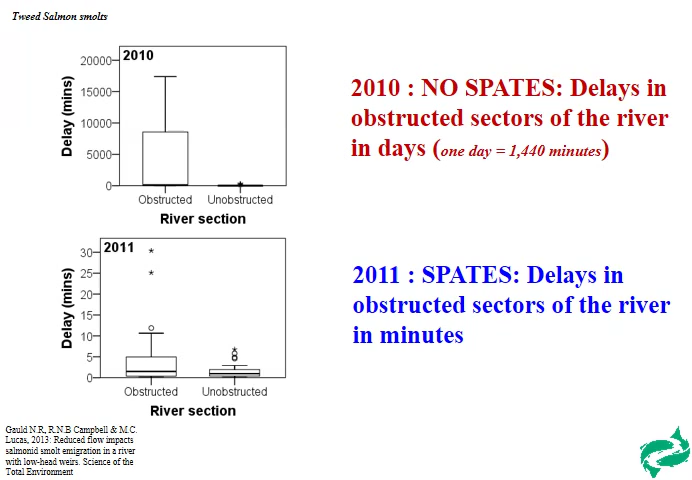 Tweed Salmon smolts
2010
20000
15000
10000
5000
0
Delay (mins)
Obstructed Unobstructed
River section
2010 : NO SPATES: Delays in
obstructed sectors of the river
in days (one day = 1,440 minutes)
2011
30
25
20
15
10
5
0
Delay (mins)
Obstructed Unobstructed
River section
2011 : SPATES: Delays in
obstructed sectors of the river
in minutes
Gauld N.R, R.N.B Campbell & M.C.
Lucas, 2013: Reduced flow impacts
salmonid smolt emigration in a river
with low-head weirs. Science of the
Total Environment